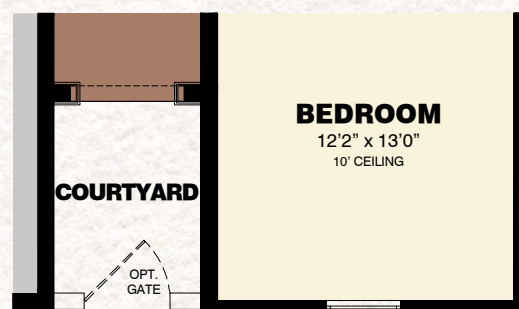 BEDROOM
12’2” x 13’0”
10’ CEILING
COURTYARD
OPT.
GATE